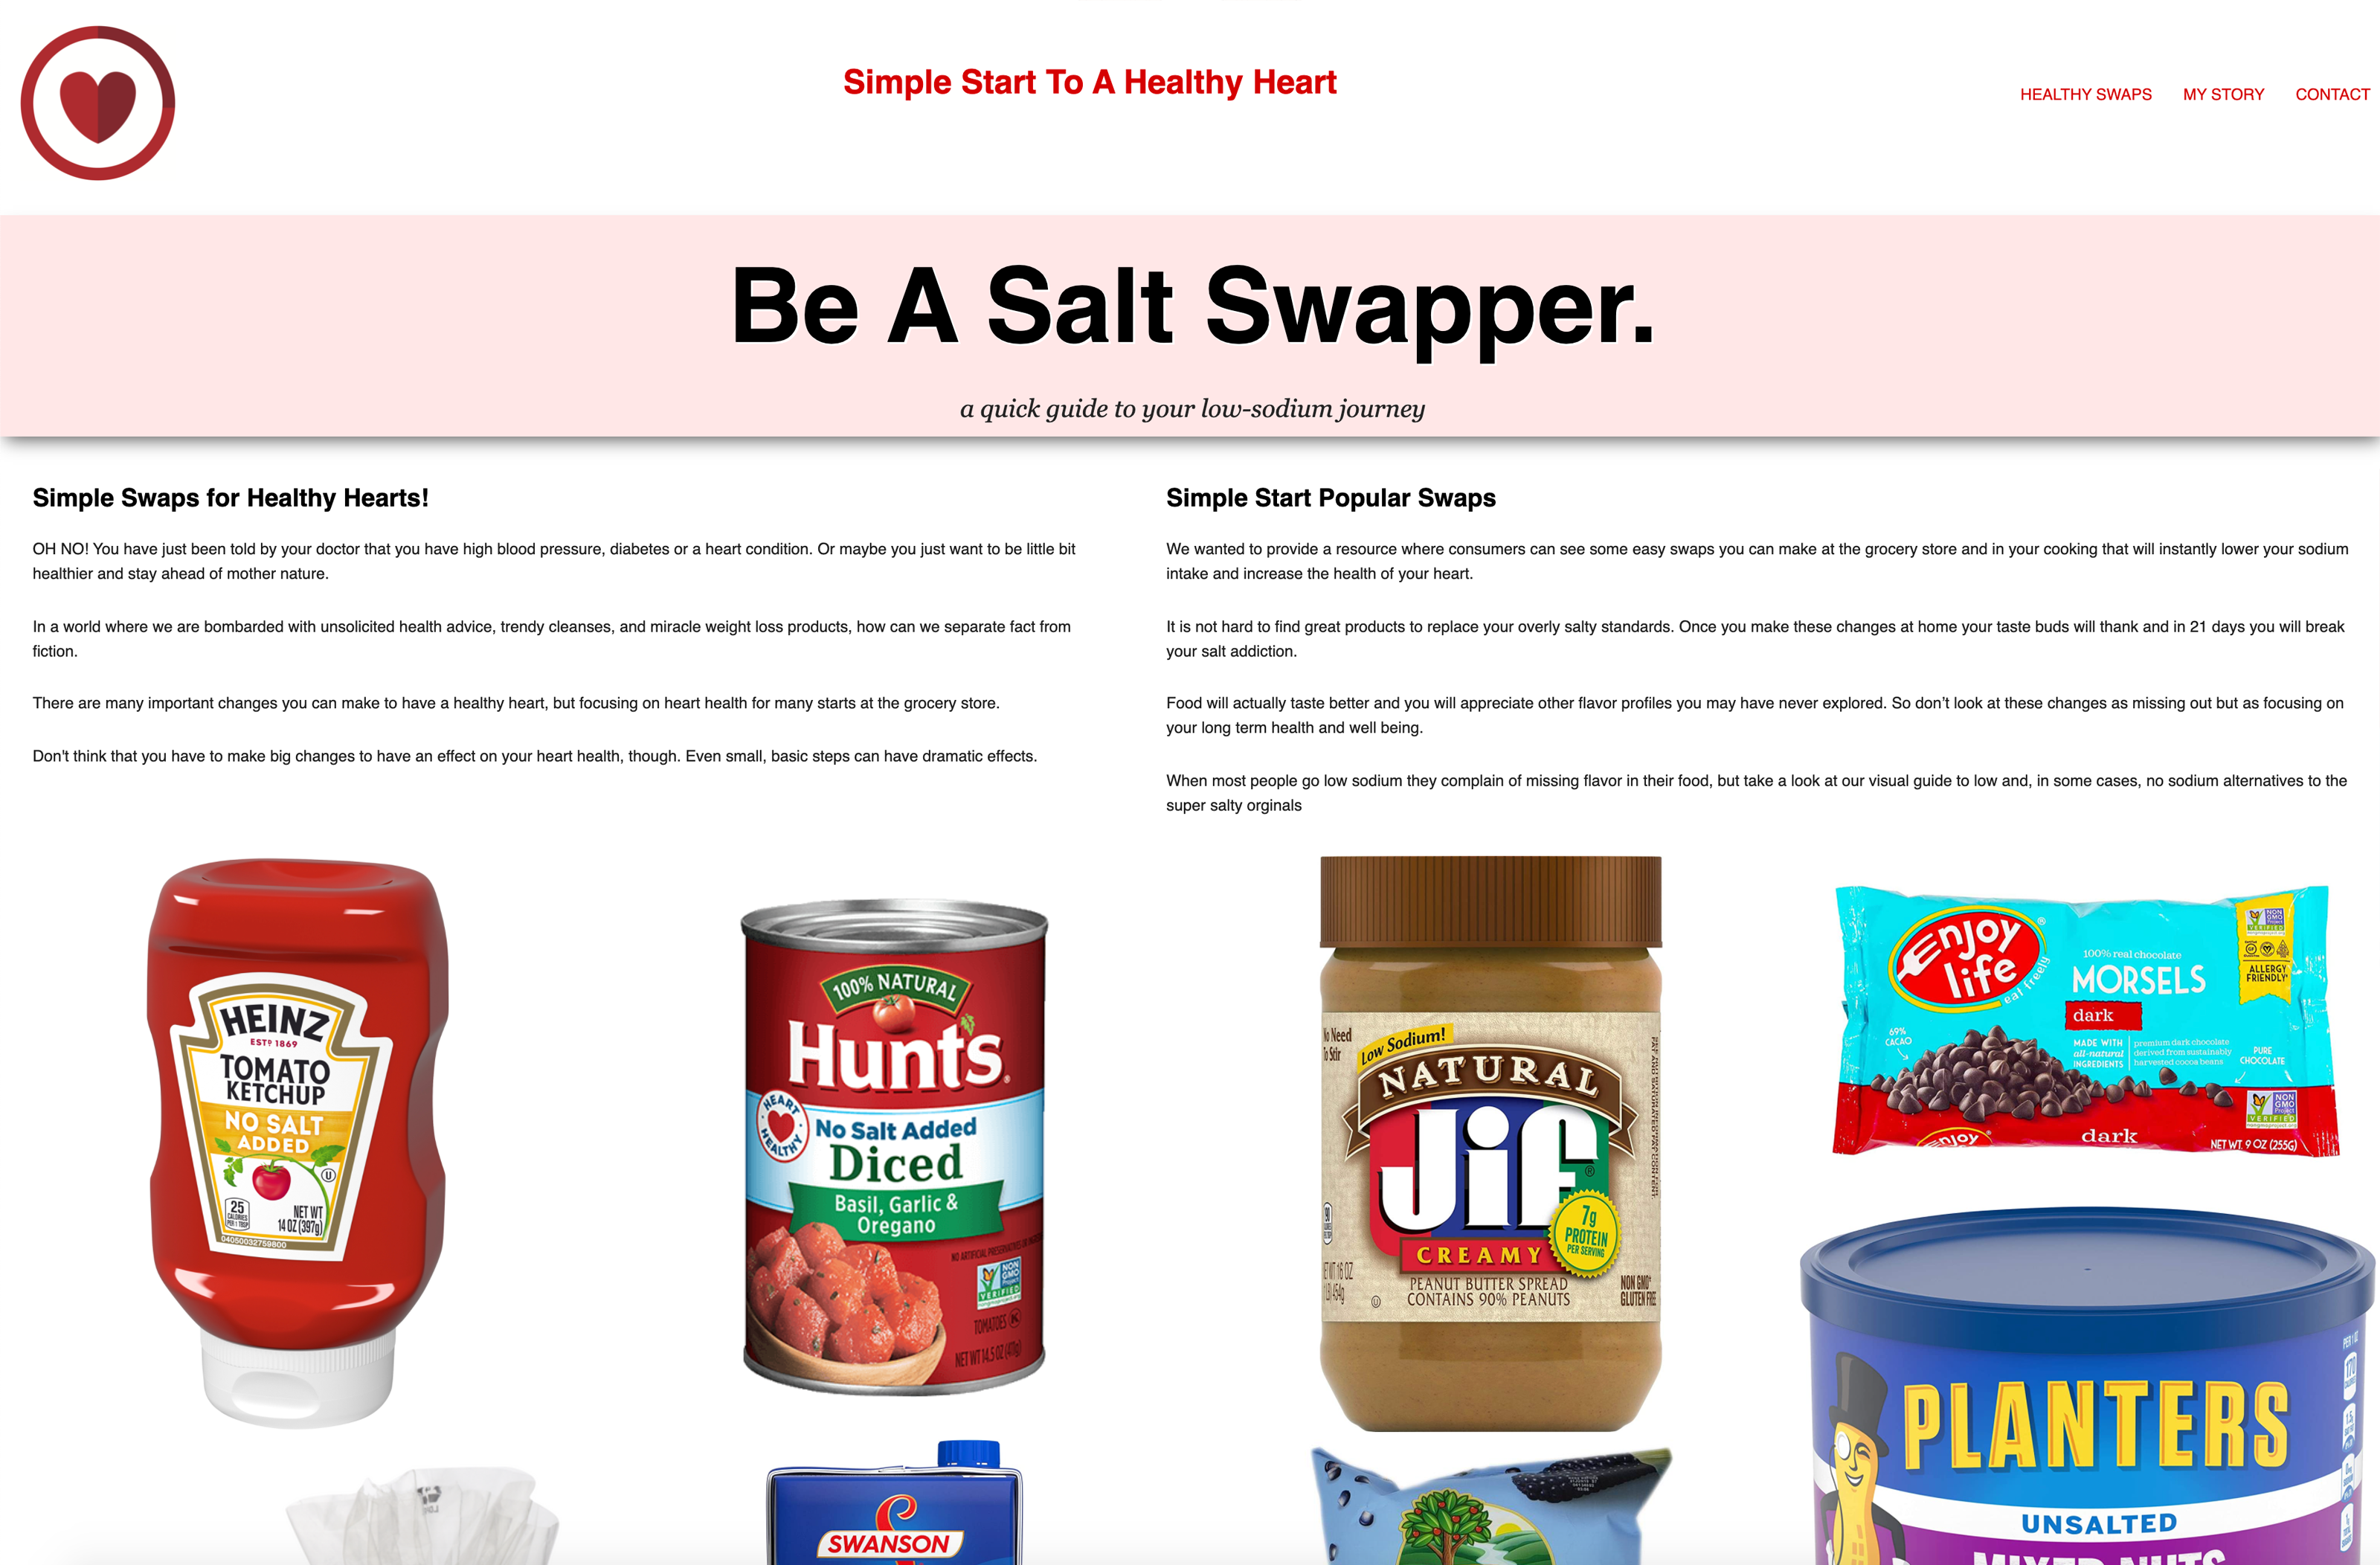 Simple Start To A Healthy Heart
HEALTHY SWAPS MY STORY CONTACT
Be A Salt Swapper.
a quick guide to your low-sodium journey
Simple Swaps for Healthy Hearts!
OH NO! You have just been told by your doctor that you have high blood pressure, diabetes or a heart condition. Or maybe you just want to be little bit
healthier and stay ahead of mother nature.
In a world where we are bombarded with unsolicited health advice, trendy cleanses, and miracle weight loss products, how can we separate fact from
fiction.
There are many important changes you can make to have a healthy heart, but focusing on heart health for many starts at the grocery store.
Don't think that you have to make big changes to have an effect on your heart health, though. Even small, basic steps can have dramatic effects.
Simple Start Popular Swaps
We wanted to provide a resource where consumers can see some easy swaps you can make at the grocery store and in your cooking that will instantly lower your sodium
intake and increase the health of your heart.
It is not hard to find great products to replace your overly salty standards. Once you make these changes at home your taste buds will thank and in 21 days you will break
your salt addiction.
Food will actually taste better and you will appreciate other flavor profiles you may have never explored. So don’t look at these changes as missing out but as focusing on
your long term health and well being.
When most people go low sodium they complain of missing flavor in their food, but take a look at our visual guide to low and, in some cases, no sodium alternatives to the
super salty orginals
HEINZ
ESTD 1869
TOMATO
KETCHUP
NO SALT
ADDED
25
CALORIES
PER 1 TBSP
NET WT
14 OZ (397g)
04050032759800
100% NATURAL
Hunt's
HEART HEALTHY
No Salt Added
Diced
Basil, Garlic &
Oregano
NON
GMO
Project
VERIFIED
nongmoproject.org
TOMATOES K
NET WT 14.5 OZ (411g)
No Need
To Stir
Low Sodium!
NATURAL
Jif
CREAMY
7g
PROTEIN
PER SERVING
PEANUT BUTTER SPREAD
CONTAINS 90% PEANUTS
NON GMO*
GLUTEN FREE
enjoy
life
eat freely
100% real chocolate
MORSELS
dark
69%
CACAO
MADE WITH
all-natural
INGREDIENTS
premium dark chocolate
derived from sustainably
harvested cocoa beans
PURE
CHOCOLATE
NON
GMO
Project
VERIFIED
ALLERGY
FRIENDLY
NON
GMO
Project
VERIFIED
nongmoproject.org
enjoy
dark
NET WT. 9 OZ (255G)
SWANSON
PLANTERS
UNSALTED
MIXED NUTS